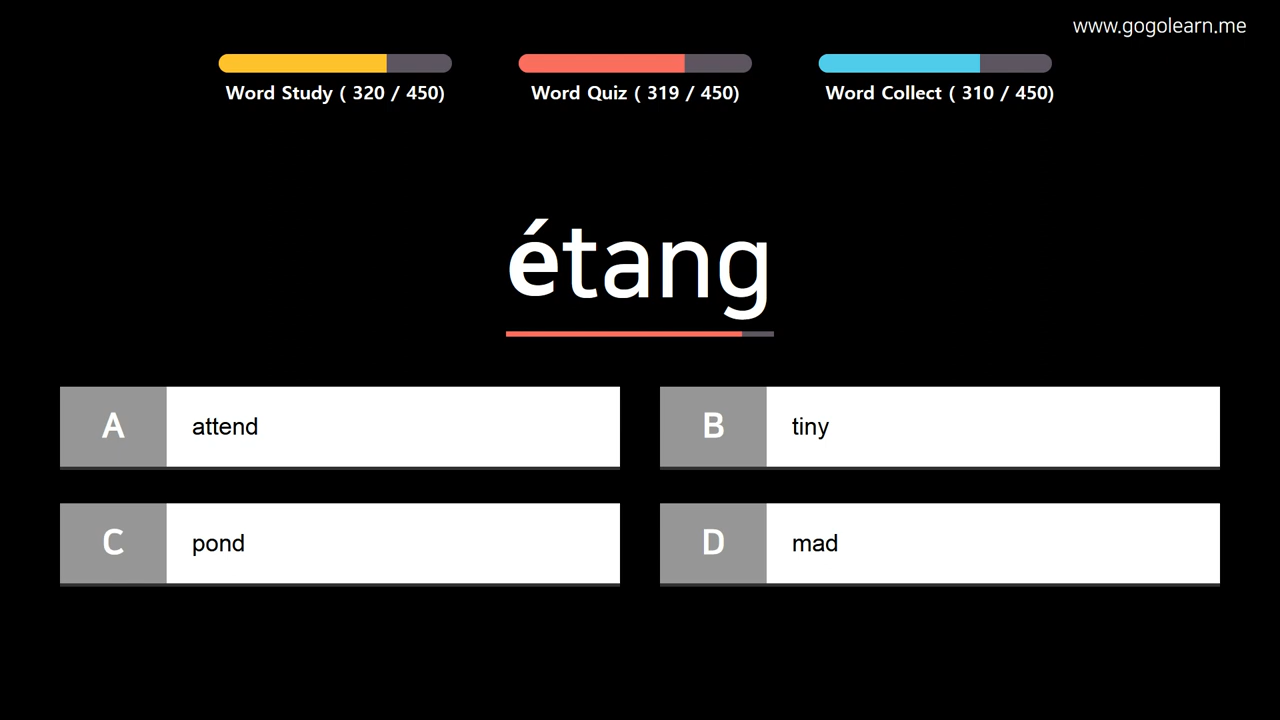 www.gogolearn.me
Word Study ( 320 / 450)
Word Quiz ( 319 / 450)
Word Collect ( 310 / 450)
étang
A attend
B tiny
C pond
D mad